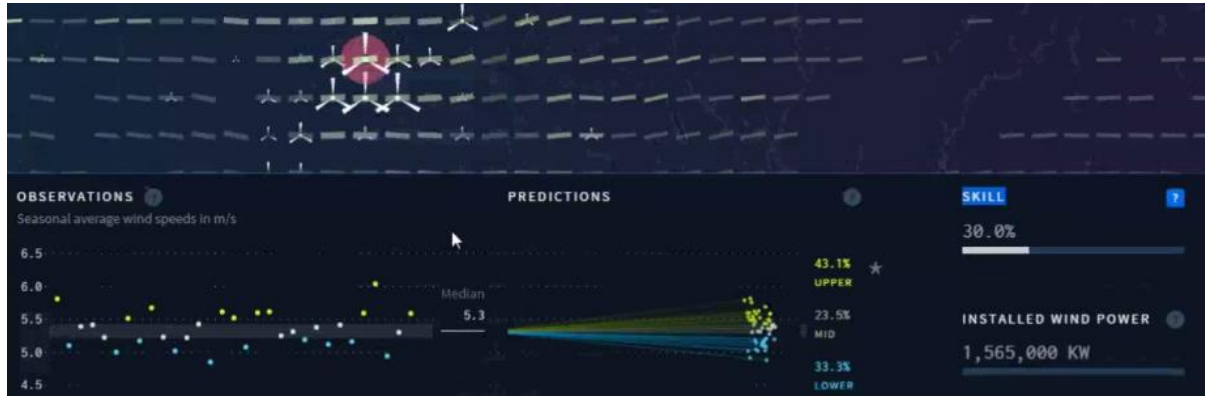 OBSERVATIONS ?
Seasonal average wind speeds in m/s
6.5
6.0
5.5
5.0
4.5
Median
5.3
PREDICTIONS ?
43.1%
UPPER
23.5%
MID
33.3%
LOWER
SKILL ?
30.0%
INSTALLED WIND POWER ?
1,565,000 KW